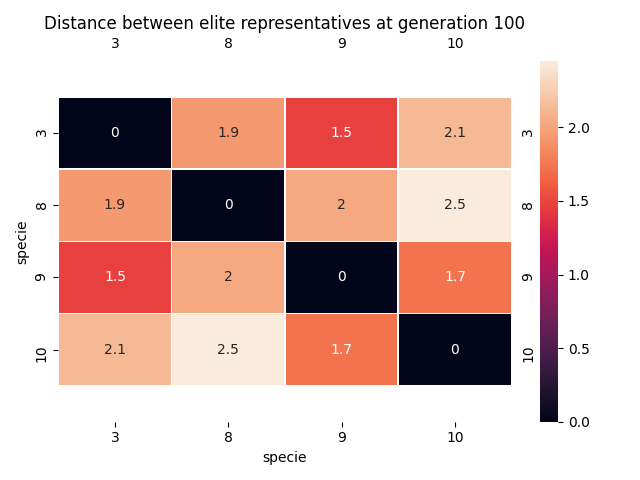 Distance between elite representatives at generation 100
3 8 9 10
3 0 1.9 1.5 2.1 3
8 1.9 0 2 2.5 8
9 1.5 2 0 1.7 9
10 2.1 2.5 1.7 0 10
specie
3 8 9 10
specie
2.0
1.5
1.0
0.5
0.0